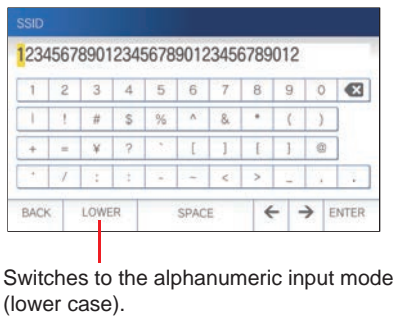 SSID
12345678901234567890123456789012
1 2 3 4 5 6 7 8 9 0
! # $ % ^ & * ( )
+ = ¥ ? ` [ ] { } @
/ : ; - ~ < > _ , .
BACK LOWER SPACE ← → ENTER
Switches to the alphanumeric input mode
(lower case).